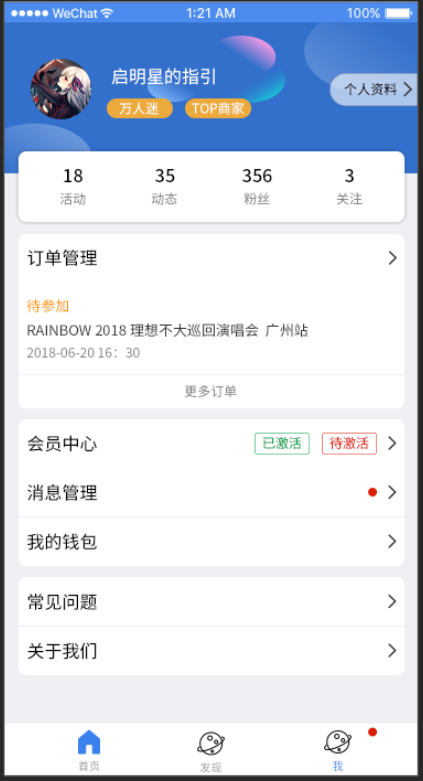 WeChat 1:21 AM 100%
启明星的指引
万人迷 TOP商家
个人资料
18 35 356 3
活动 动态 粉丝 关注
订单管理
待参加
RAINBOW 2018 理想不大巡回演唱会 广州站
2018-06-20 16：30
更多订单
会员中心 已激活 待激活
消息管理
我的钱包
常见问题
关于我们
首页 发现 我